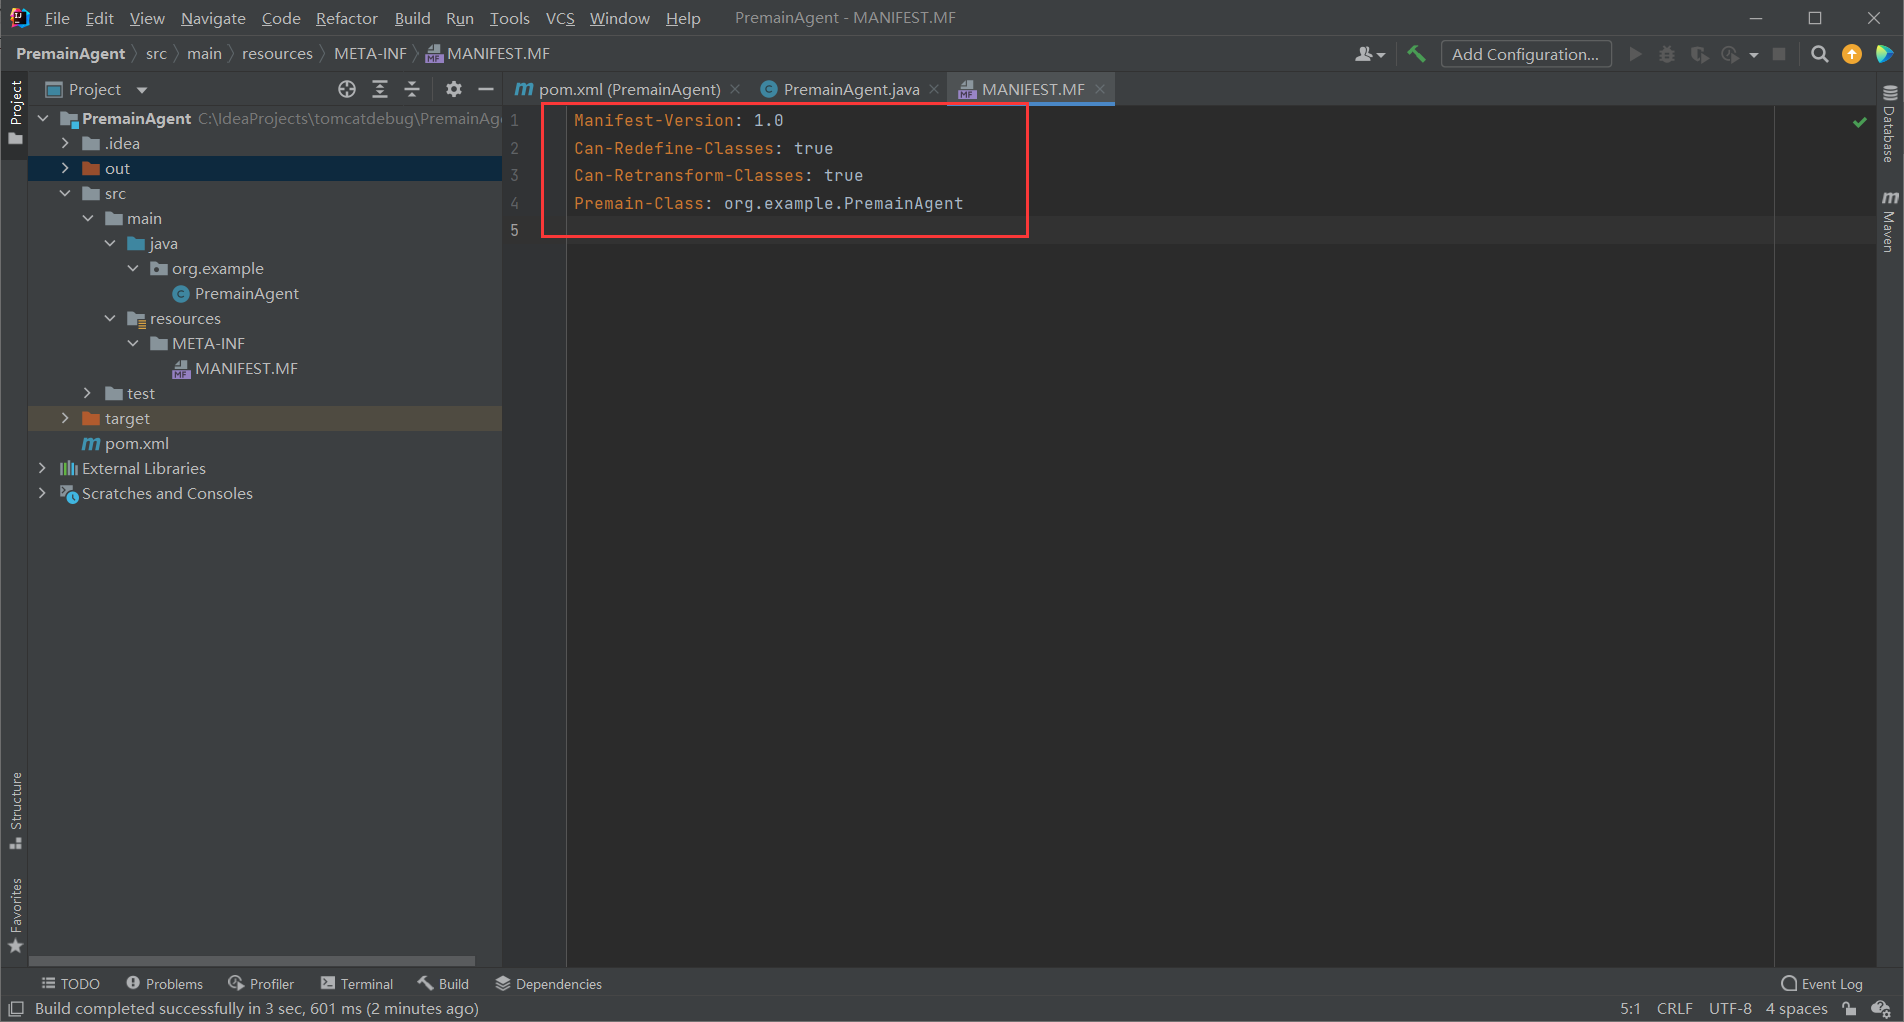 File Edit View Navigate Code Refactor Build Run Tools VCS Window Help PremainAgent - MANIFEST.MF
PremainAgent src main resources META-INF MANIFEST.MF Add Configuration...
Project
Project
pom.xml (PremainAgent) PremainAgent.java MANIFEST.MF
PremainAgent C:\IdeaProjects\tomcatdebug\PremainAg
.idea
out
src
main
java
org.example
PremainAgent
resources
META-INF
MANIFEST.MF
test
target
pom.xml
External Libraries
Scratches and Consoles
1 Manifest-Version: 1.0
2 Can-Redefine-Classes: true
3 Can-Retransform-Classes: true
4 Premain-Class: org.example.PremainAgent
5
Database
Maven
Structure
Favorites
TODO Problems Profiler Terminal Build Dependencies Event Log
Build completed successfully in 3 sec, 601 ms (2 minutes ago) 5:1 CRLF UTF-8 4 spaces